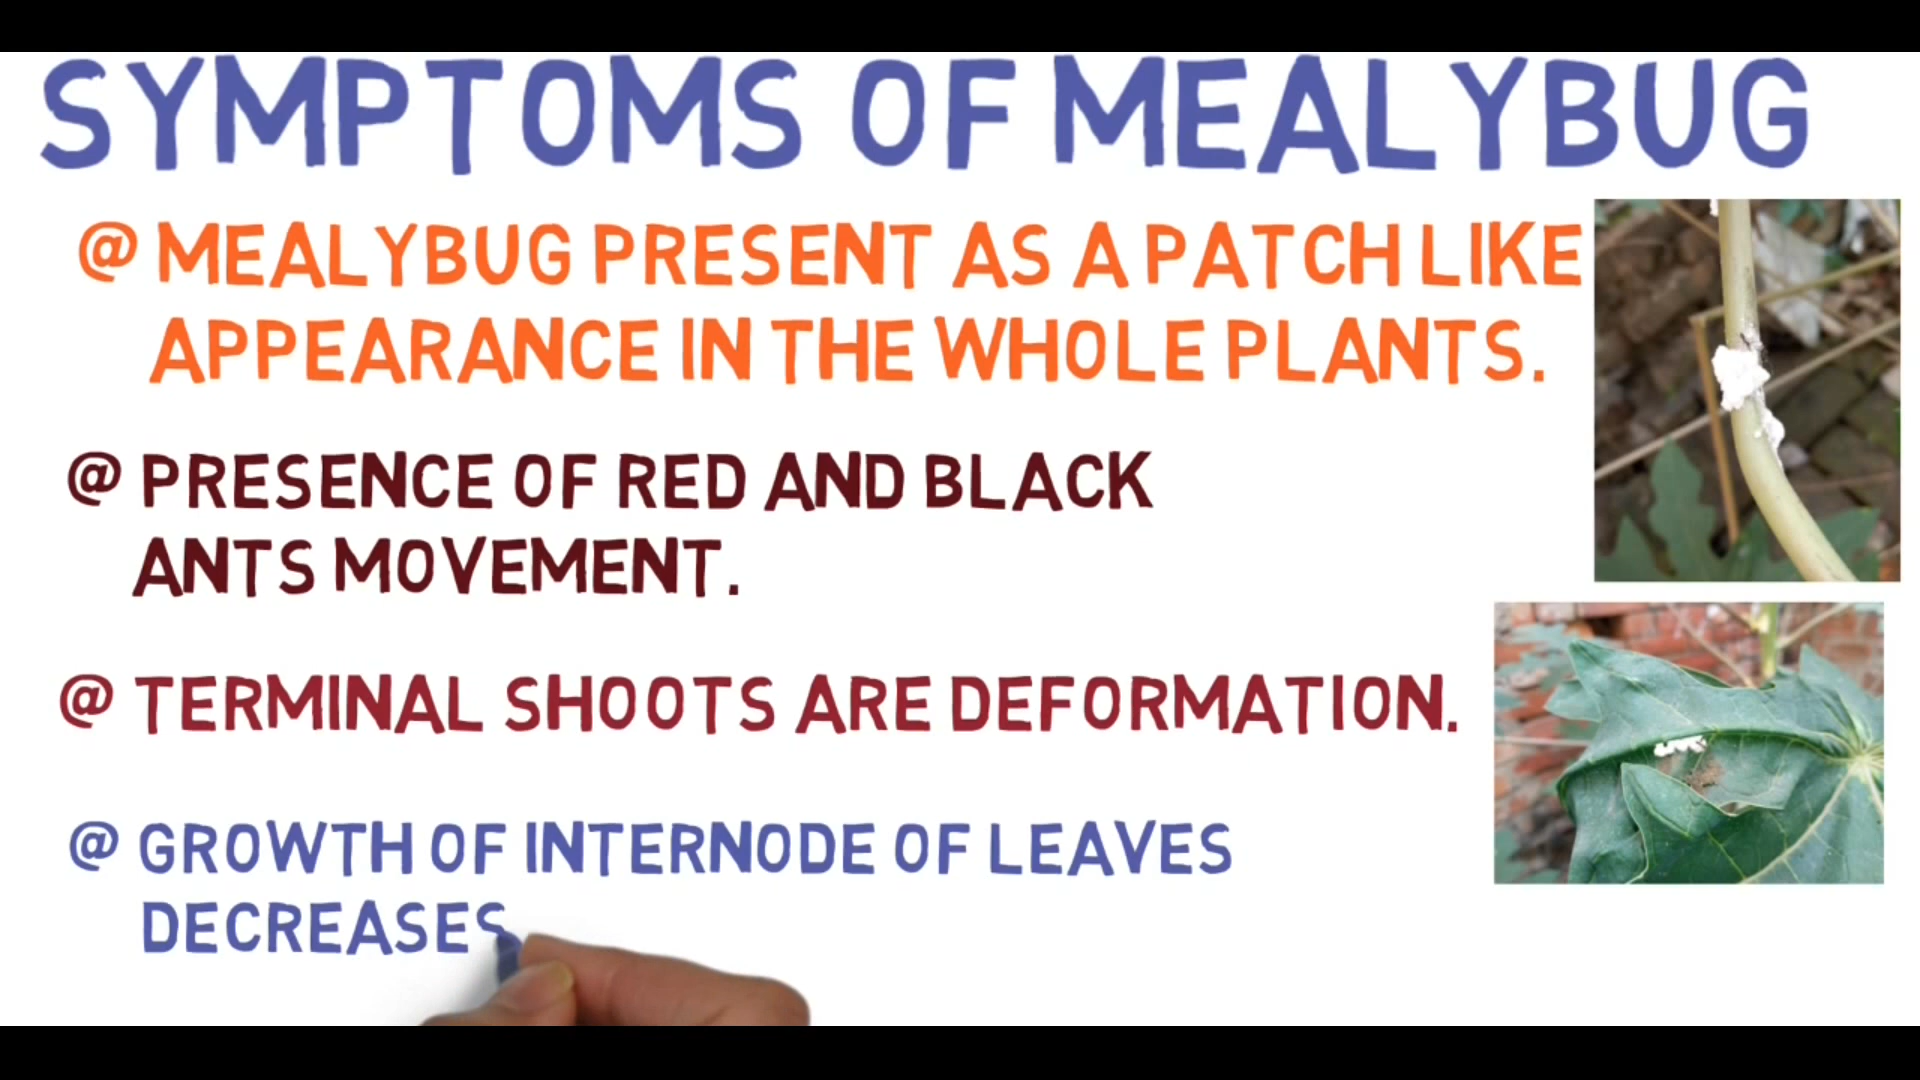 SYMPTOMS OF MEALYBUG
@ MEALYBUG PRESENT AS A PATCH LIKE
APPEARANCE IN THE WHOLE PLANTS.
@ PRESENCE OF RED AND BLACK
ANTS MOVEMENT.
@ TERMINAL SHOOTS ARE DEFORMATION.
@ GROWTH OF INTERNODE OF LEAVES
DECREASES